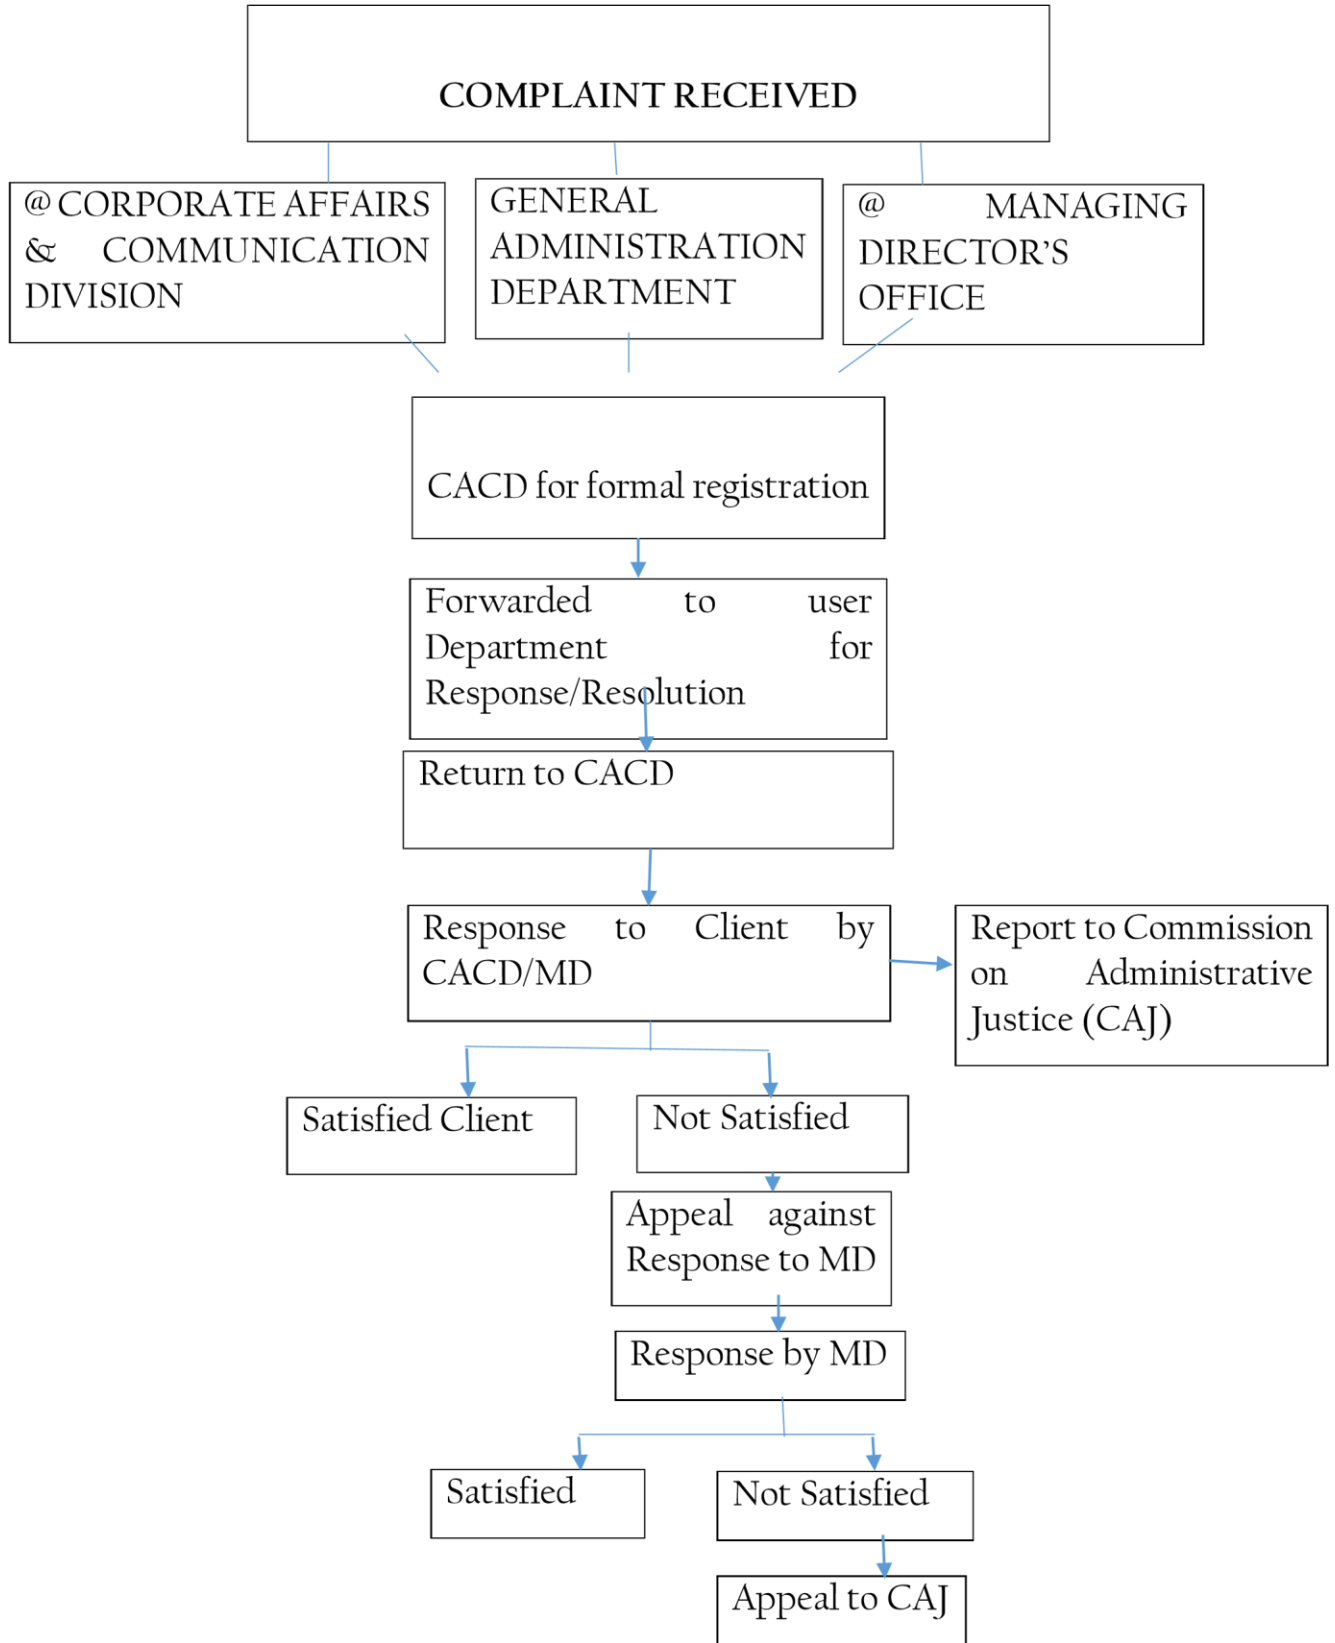 COMPLAINT RECEIVED
@ CORPORATE AFFAIRS
& COMMUNICATION
DIVISION
GENERAL
ADMINISTRATION
DEPARTMENT
@ MANAGING
DIRECTOR’S
OFFICE
CACD for formal registration
Forwarded to user
Department for
Response/Resolution
Return to CACD
Response to Client by
CACD/MD
Report to Commission
on Administrative
Justice (CAJ)
Satisfied Client
Not Satisfied
Appeal against
Response to MD
Response by MD
Satisfied
Not Satisfied
Appeal to CAJ